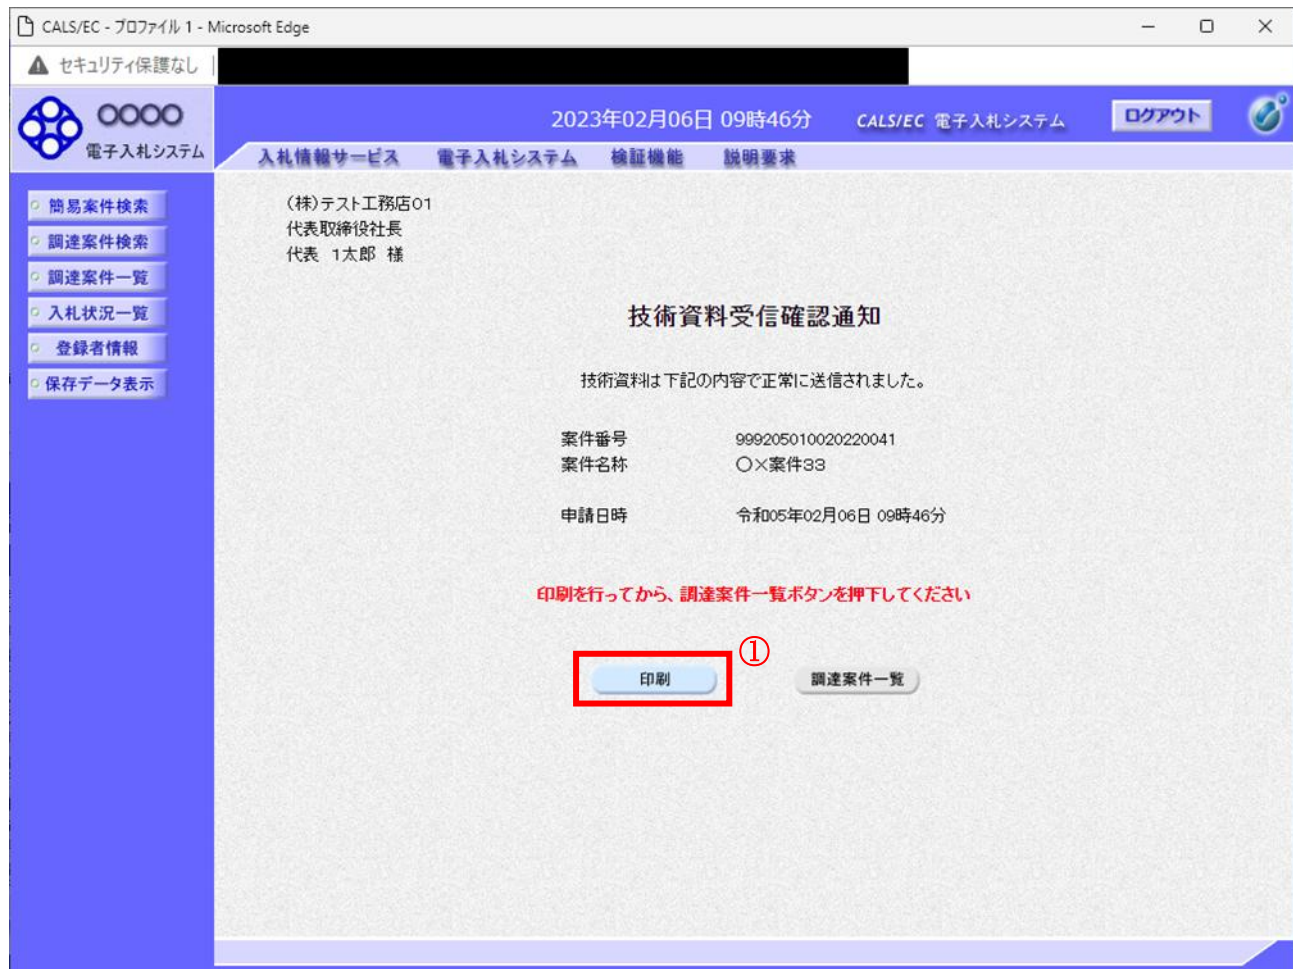 CALS/EC - プロファイル 1 - Microsoft Edge
セキュリティ保護なし
○○○○
電子入札システム
2023年02月06日 09時46分
CALS/EC 電子入札システム
ログアウト
入札情報サービス 電子入札システム 検証機能 説明要求
簡易案件検索
調達案件検索
調達案件一覧
入札状況一覧
登録者情報
保存データ表示
(株)テスト工務店01
代表取締役社長
代表 1太郎 様
技術資料受信確認通知
技術資料は下記の内容で正常に送信されました。
案件番号 999205010020220041
案件名称 ○×案件33
申請日時 令和05年02月06日 09時46分
印刷を行ってから、調達案件一覧ボタンを押下してください
①
印刷
調達案件一覧